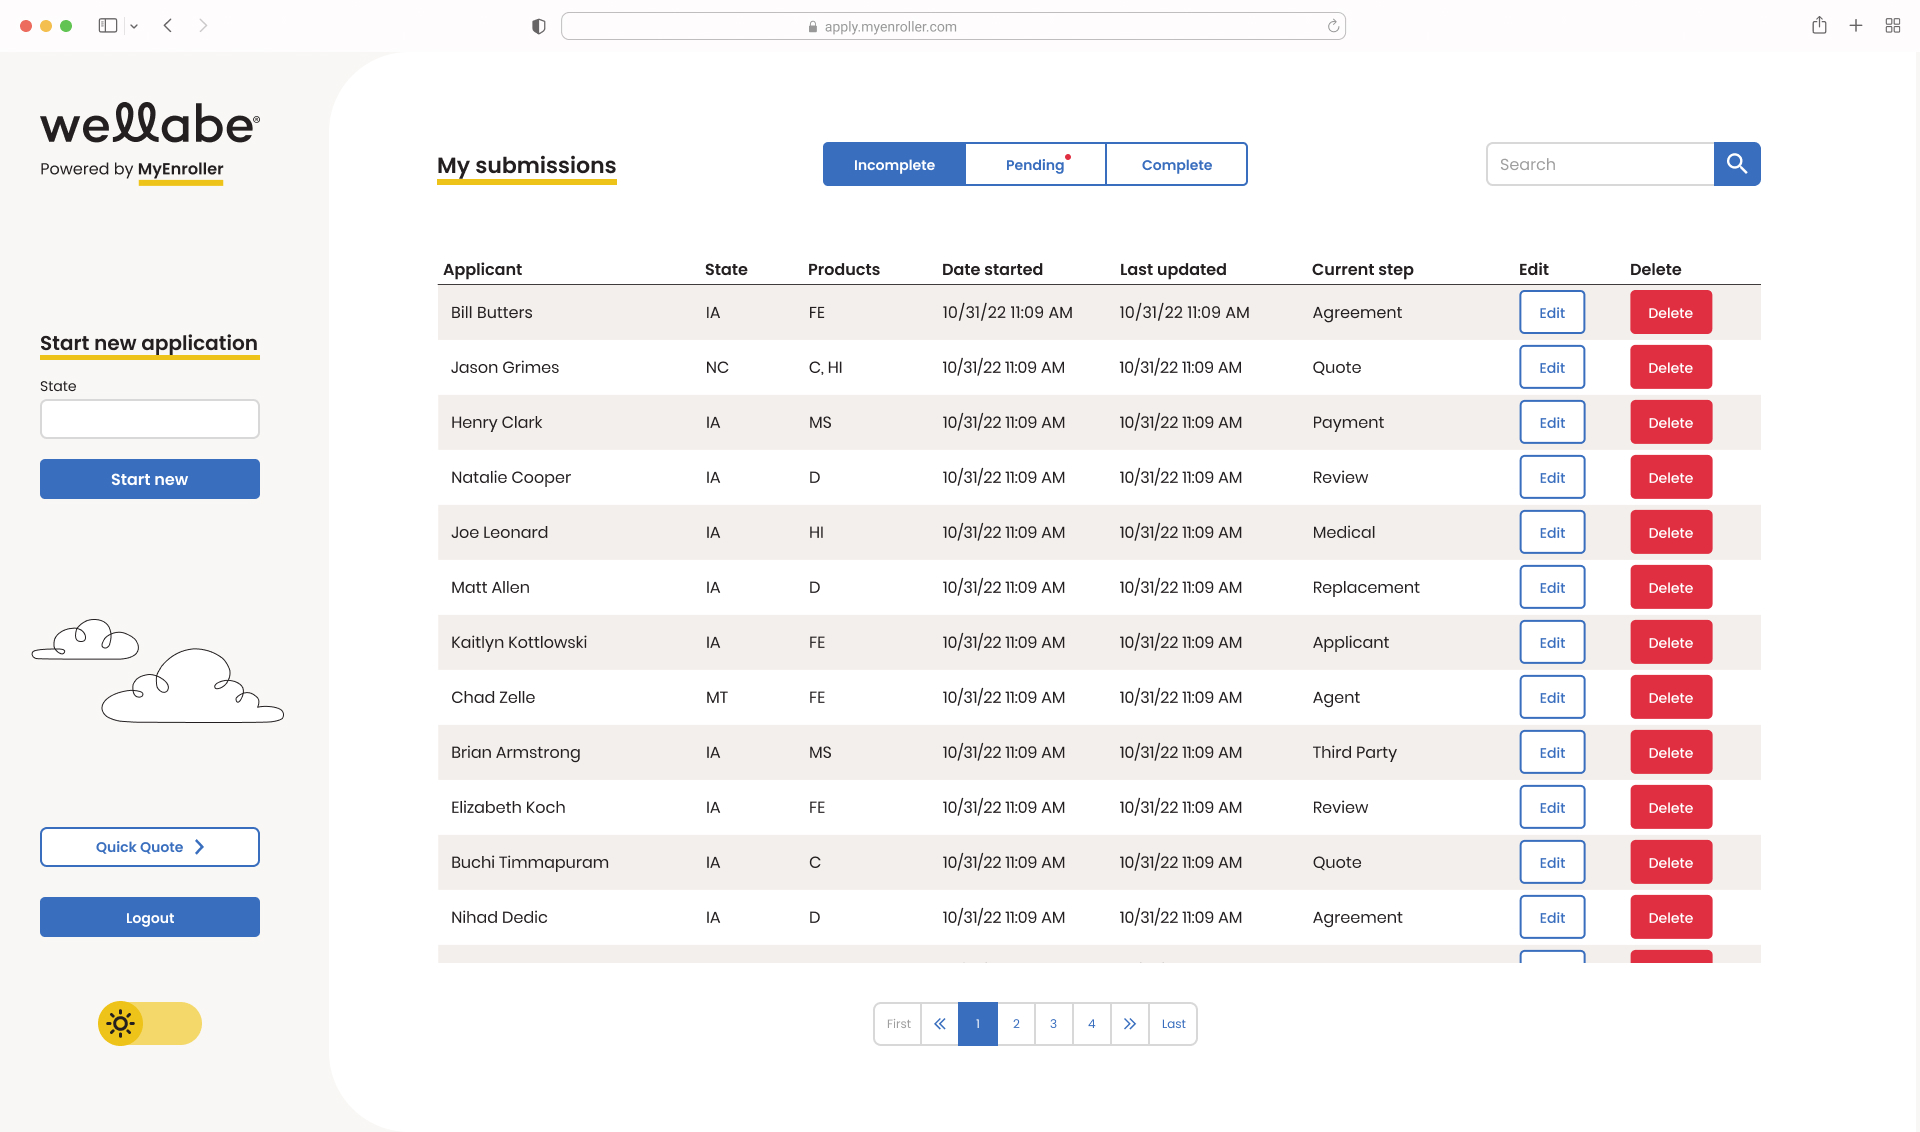 apply.myenroller.com
wellabe®
Powered by MyEnroller
My submissions
Incomplete
Pending
Complete
Search
Applicant State Products Date started Last updated Current step Edit Delete
Bill Butters IA FE 10/31/22 11:09 AM 10/31/22 11:09 AM Agreement Edit Delete
Jason Grimes NC C, HI 10/31/22 11:09 AM 10/31/22 11:09 AM Quote Edit Delete
Henry Clark IA MS 10/31/22 11:09 AM 10/31/22 11:09 AM Payment Edit Delete
Natalie Cooper IA D 10/31/22 11:09 AM 10/31/22 11:09 AM Review Edit Delete
Joe Leonard IA HI 10/31/22 11:09 AM 10/31/22 11:09 AM Medical Edit Delete
Matt Allen IA D 10/31/22 11:09 AM 10/31/22 11:09 AM Replacement Edit Delete
Kaitlyn Kottlowski IA FE 10/31/22 11:09 AM 10/31/22 11:09 AM Applicant Edit Delete
Chad Zelle MT FE 10/31/22 11:09 AM 10/31/22 11:09 AM Agent Edit Delete
Brian Armstrong IA MS 10/31/22 11:09 AM 10/31/22 11:09 AM Third Party Edit Delete
Elizabeth Koch IA FE 10/31/22 11:09 AM 10/31/22 11:09 AM Review Edit Delete
Buchi Timmapuram IA C 10/31/22 11:09 AM 10/31/22 11:09 AM Quote Edit Delete
Nihad Dedic IA D 10/31/22 11:09 AM 10/31/22 11:09 AM Agreement Edit Delete
First « 1 2 3 4 » Last
Start new application
State
Start new
Quick Quote
Logout